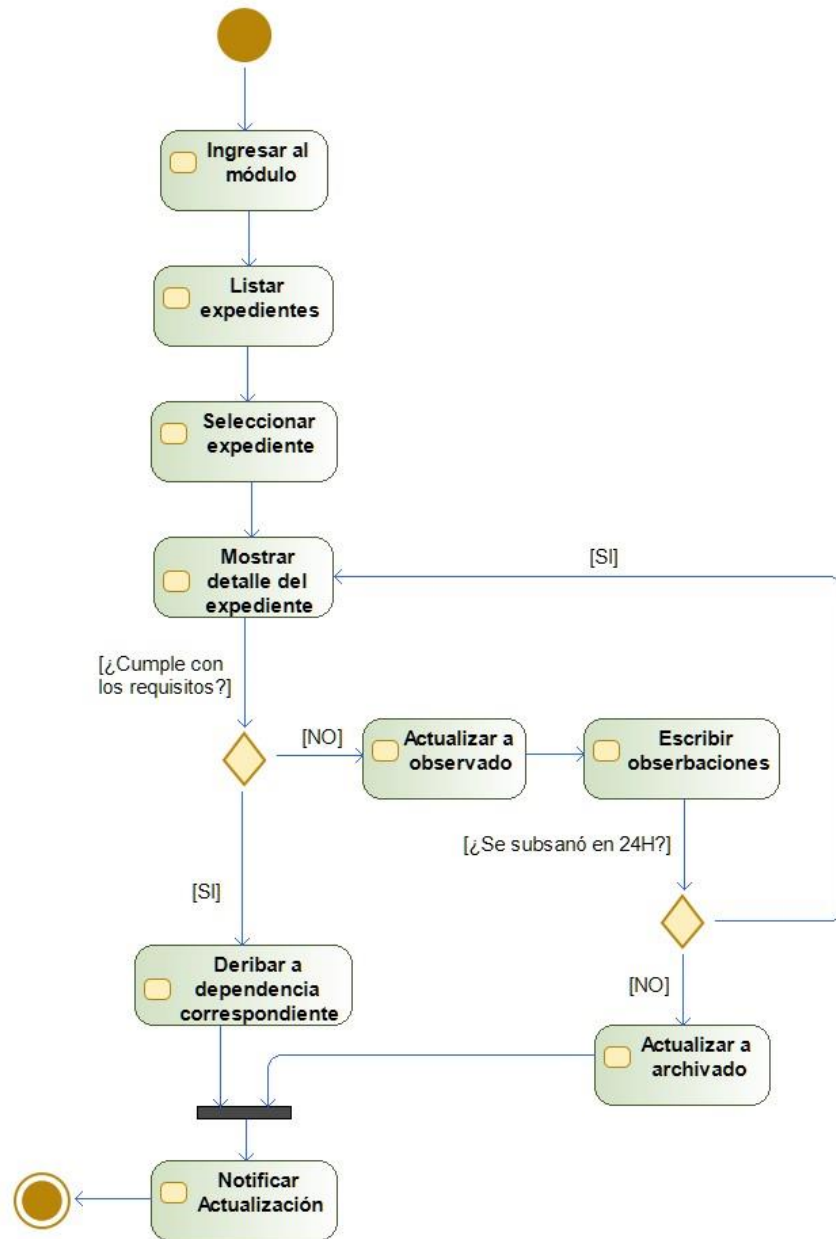 Ingresar al
módulo
Listar
expedientes
Seleccionar
expediente
Mostrar
detalle del
expediente
[SI]
[¿Cumple con
los requisitos?]
[NO]
Actualizar a
observado
Escribir
obserbaciones
[¿Se subsanó en 24H?]
[SI]
Deribar a
dependencia
correspondiente
[NO]
Actualizar a
archivado
Notificar
Actualización